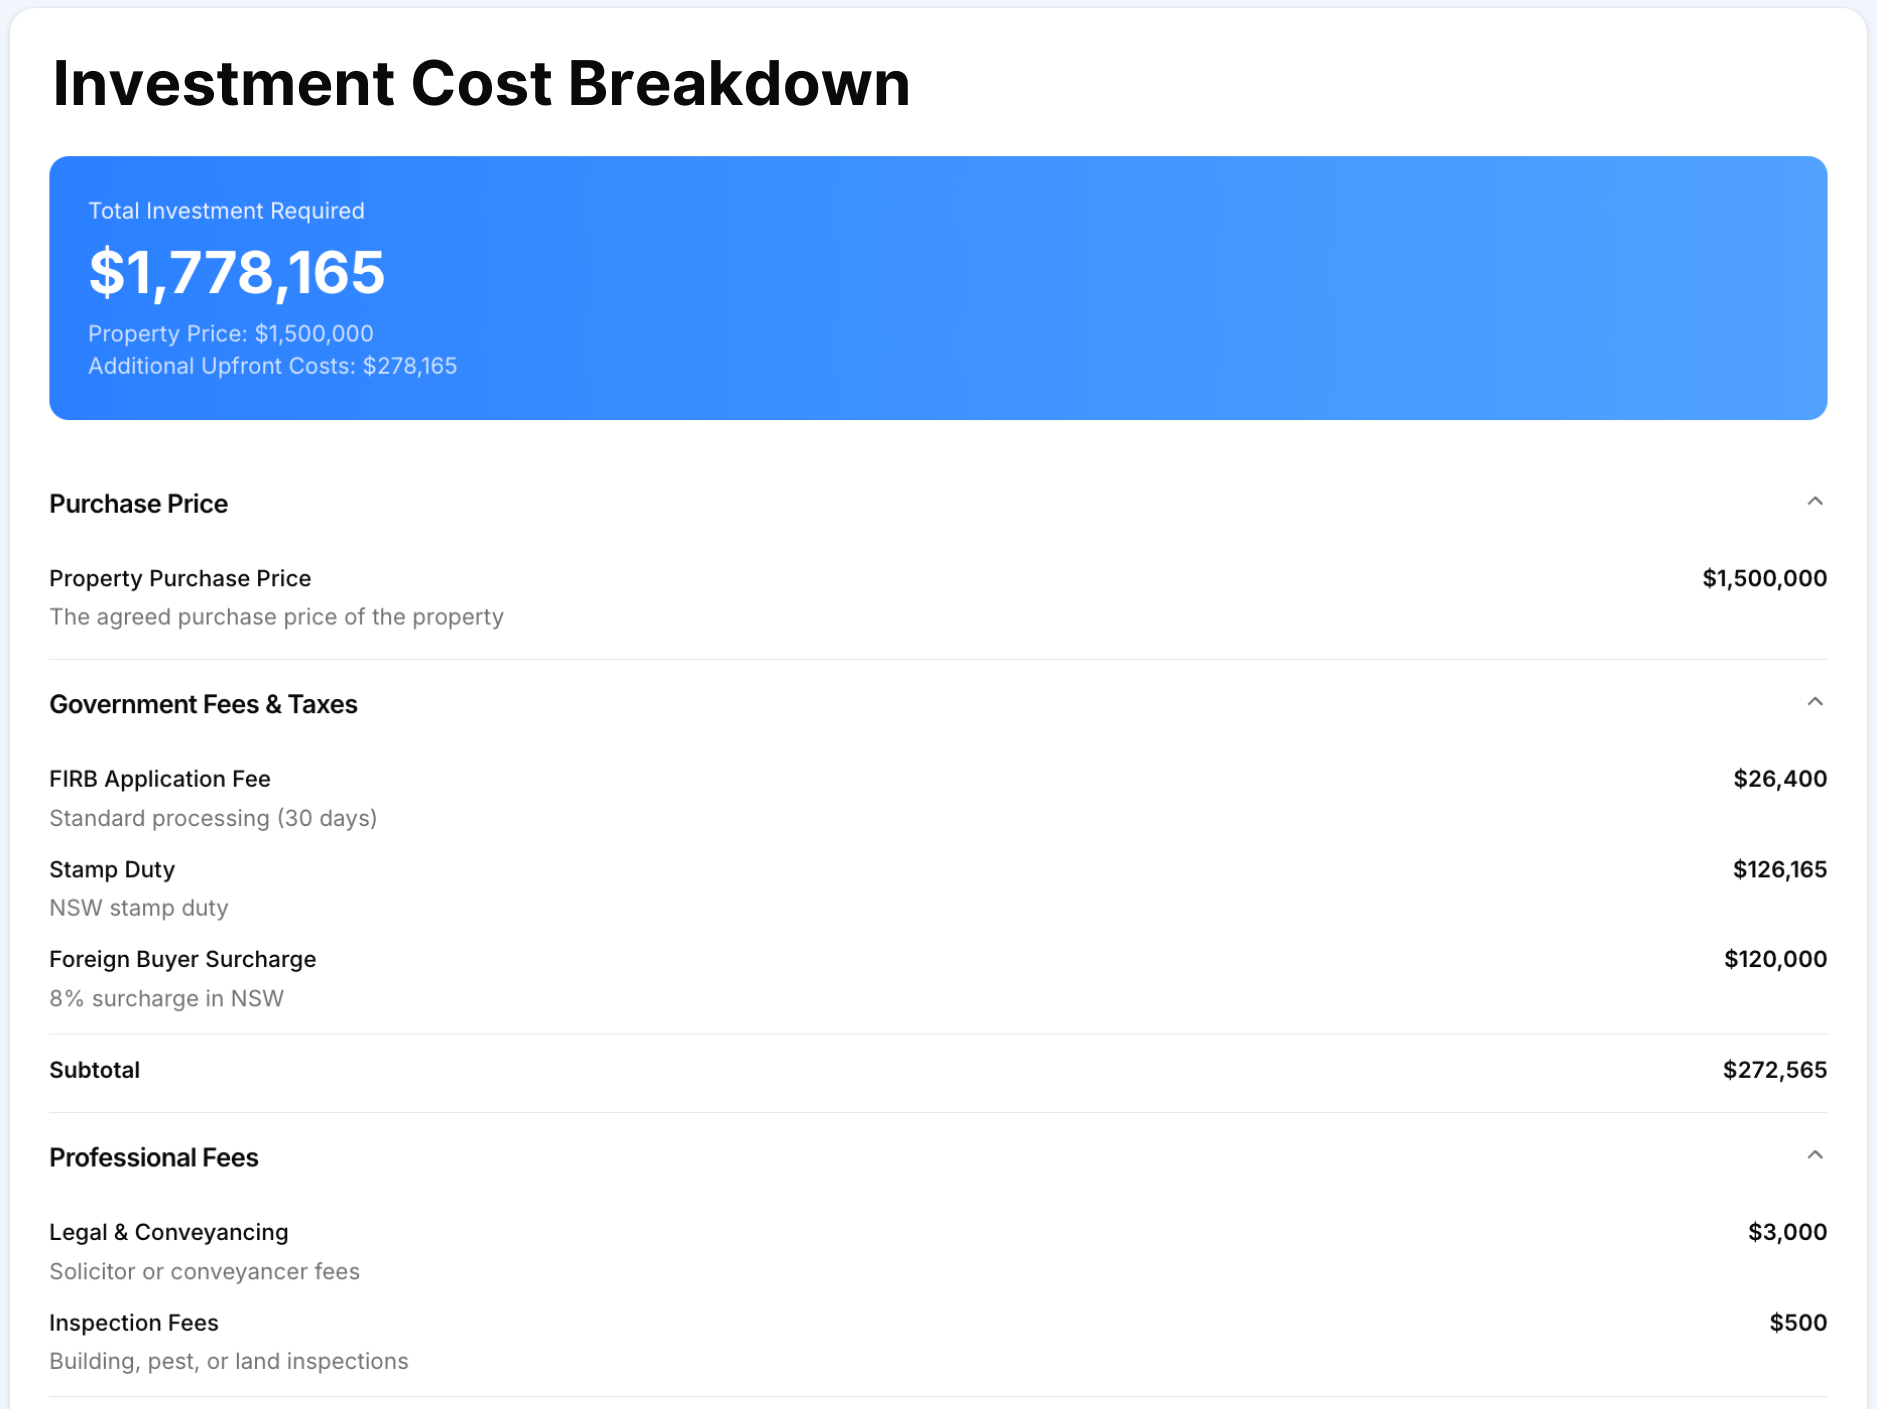 Investment Cost Breakdown
Total Investment Required
$1,778,165
Property Price: $1,500,000
Additional Upfront Costs: $278,165
Purchase Price
Property Purchase Price $1,500,000
The agreed purchase price of the property
Government Fees & Taxes
FIRB Application Fee $26,400
Standard processing (30 days)
Stamp Duty $126,165
NSW stamp duty
Foreign Buyer Surcharge $120,000
8% surcharge in NSW
Subtotal $272,565
Professional Fees
Legal & Conveyancing $3,000
Solicitor or conveyancer fees
Inspection Fees $500
Building, pest, or land inspections